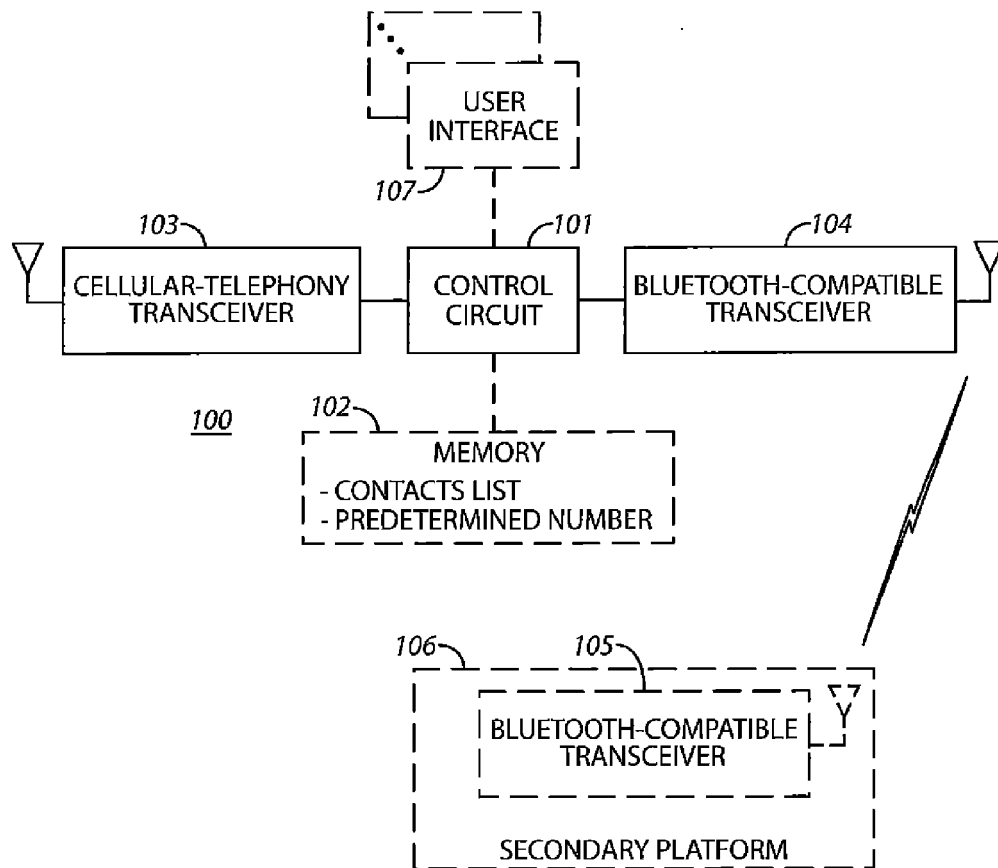 USER
INTERFACE
107
103
101
104
CELLULAR-TELEPHONY
TRANSCEIVER
CONTROL
CIRCUIT
BLUETOOTH-COMPATIBLE
TRANSCEIVER
100
102
MEMORY
- CONTACTS LIST
- PREDETERMINED NUMBER
106
105
BLUETOOTH-COMPATIBLE
TRANSCEIVER
SECONDARY PLATFORM